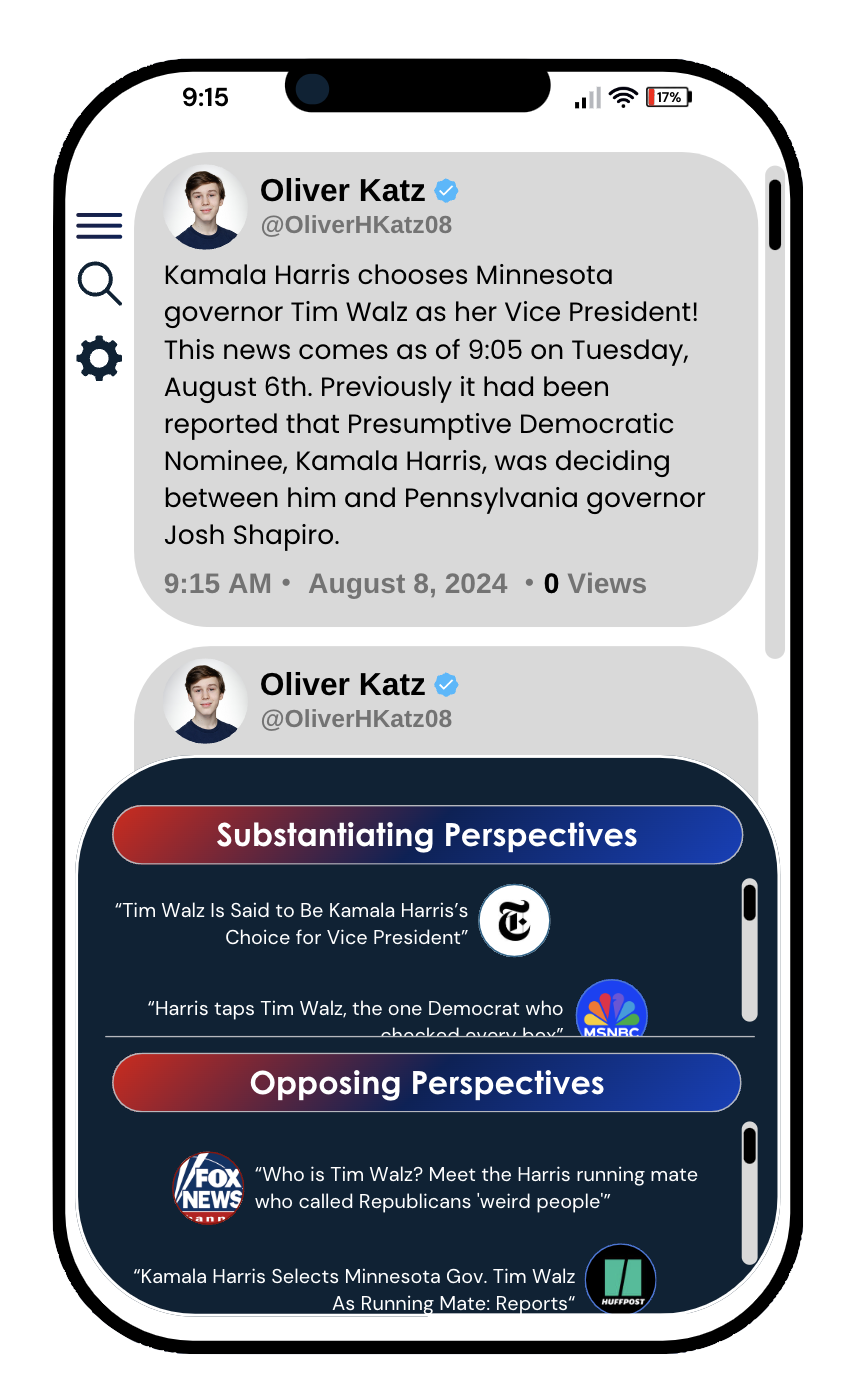 9:15
17%
Oliver Katz
@OliverHKatz08
Kamala Harris chooses Minnesota
governor Tim Walz as her Vice President!
This news comes as of 9:05 on Tuesday,
August 6th. Previously it had been
reported that Presumptive Democratic
Nominee, Kamala Harris, was deciding
between him and Pennsylvania governor
Josh Shapiro.
9:15 AM • August 8, 2024 • 0 Views
Oliver Katz
@OliverHKatz08
Substantiating Perspectives
“Tim Walz Is Said to Be Kamala Harris’s
Choice for Vice President”
T
“Harris taps Tim Walz, the one Democrat who
checked every box”
MSNBC
Opposing Perspectives
FOX
NEWS
channel
“Who is Tim Walz? Meet the Harris running mate
who called Republicans 'weird people'”
“Kamala Harris Selects Minnesota Gov. Tim Walz
As Running Mate: Reports“
HUFFPOST